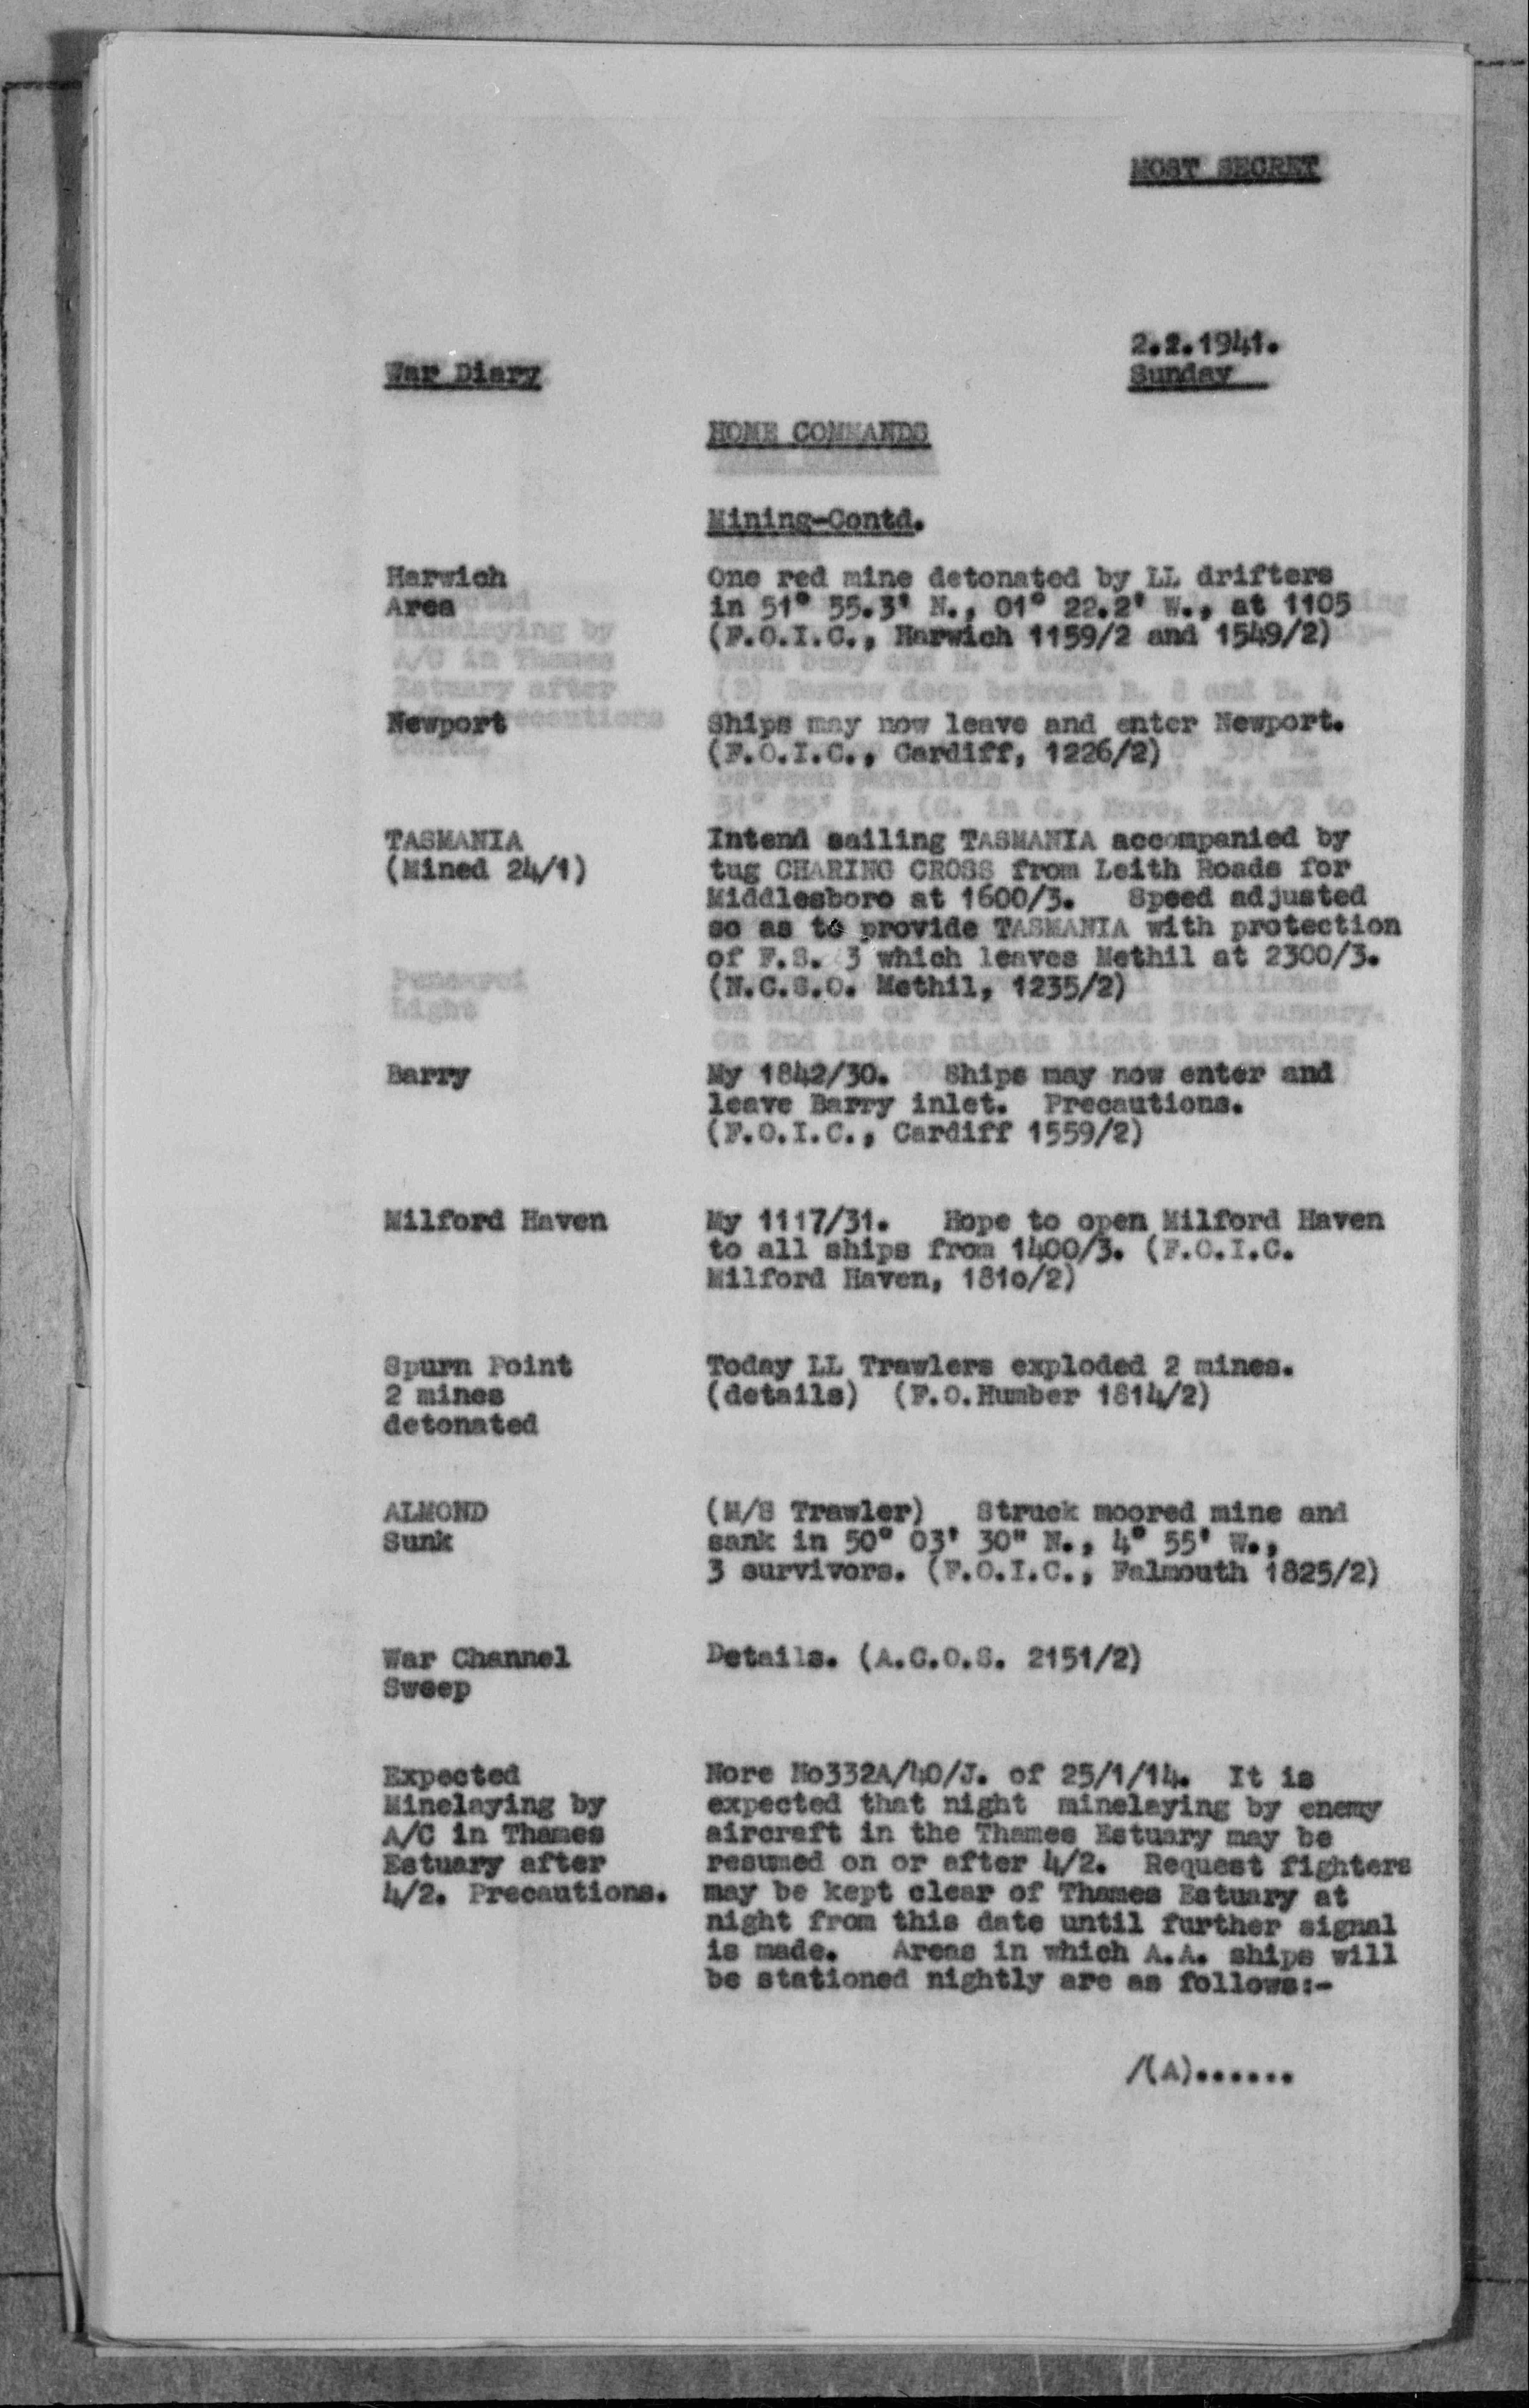 MOST SECRET
2.2.1941.
War Diary
Sunday
HOME COMMANDS
Mining-Contd.
Harwich
Area
One red mine detonated by LL drifters
in 51° 55.3' N., 01° 22.2' W., at 1105
(F.O.I.C., Harwich 1159/2 and 1549/2)
Newport
Ships may now leave and enter Newport.
(F.O.I.C., Cardiff, 1226/2)
TASMANIA
(Mined 24/1)
Intend sailing TASMANIA accompanied by
tug CHARING CROSS from Leith Roads for
Middlesboro at 1600/3. Speed adjusted
so as to provide TASMANIA with protection
of F.S. 3 which leaves Methil at 2300/3.
(N.C.S.O. Methil, 1235/2)
Barry
My 1842/30. Ships may now enter and
leave Barry inlet. Precautions.
(F.O.I.C., Cardiff 1559/2)
Milford Haven
My 1117/31. Hope to open Milford Haven
to all ships from 1400/3. (F.O.I.C.
Milford Haven, 1810/2)
Spurn Point
2 mines
detonated
Today LL Trawlers exploded 2 mines.
(details) (F.O.Humber 1814/2)
ALMOND
Sunk
(M/S Trawler) Struck moored mine and
sank in 50° 03' 30" N., 4° 55' W.,
3 survivors. (F.O.I.C., Falmouth 1825/2)
War Channel
Sweep
Details. (A.C.O.S. 2151/2)
Expected
Minelaying by
A/C in Thames
Estuary after
4/2. Precautions.
Nore No332A/40/J. of 25/1/14. It is
expected that night minelaying by enemy
aircraft in the Thames Estuary may be
resumed on or after 4/2. Request fighters
may be kept clear of Thames Estuary at
night from this date until further signal
is made. Areas in which A.A. ships will
be stationed nightly are as follows:-
/(A)......